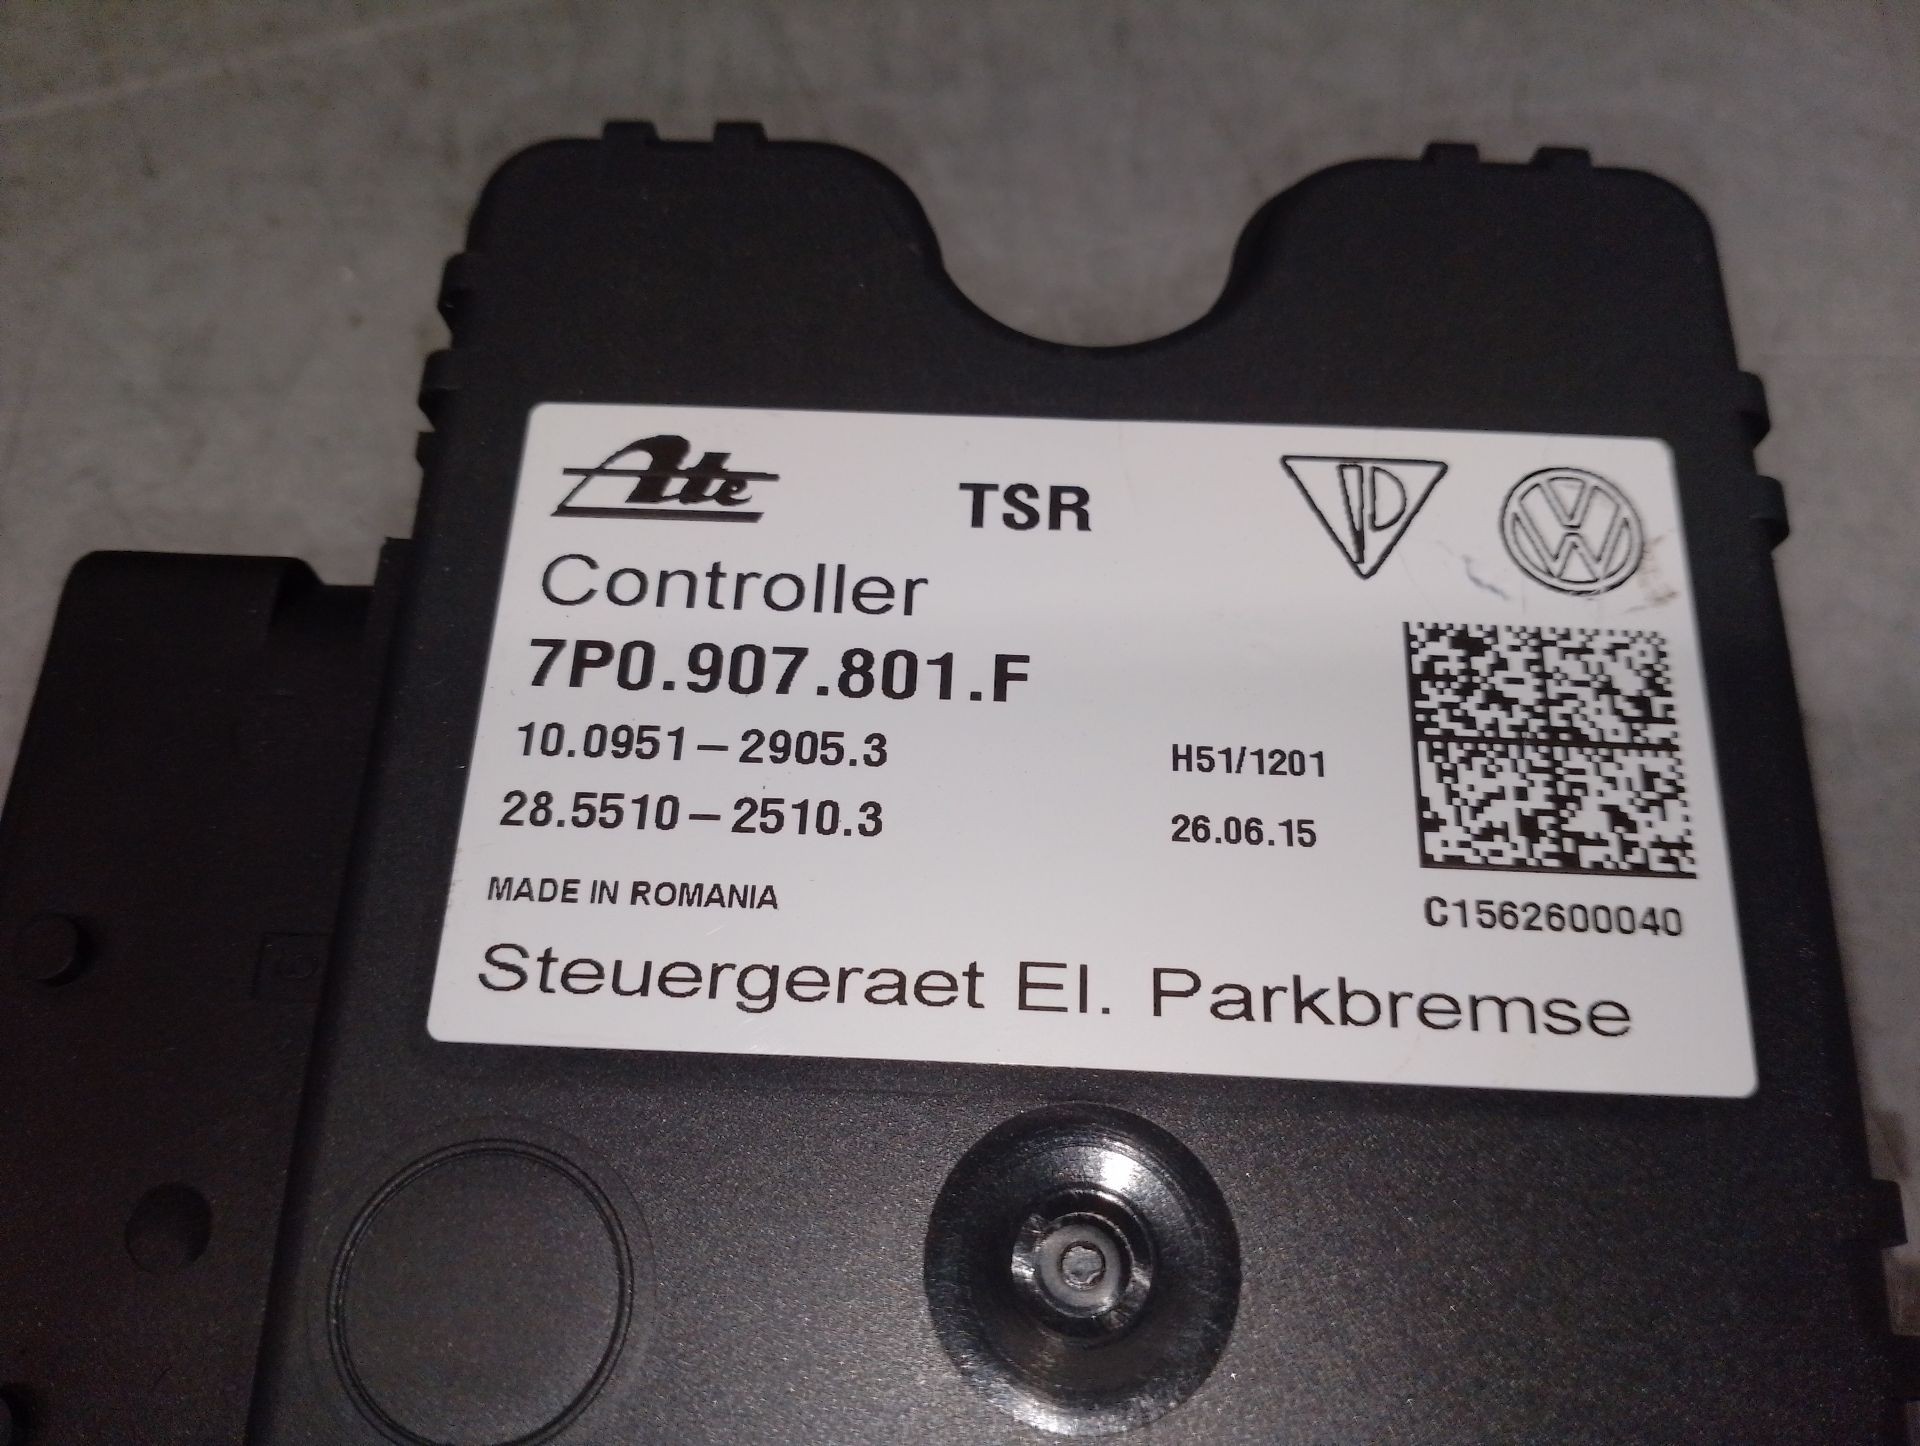 Ate TSR
Controller
7P0.907.801.F
10.0951-2905.3 H51/1201
28.5510-2510.3 26.06.15
MADE IN ROMANIA C1562600040
Steuergeraet El. Parkbremse